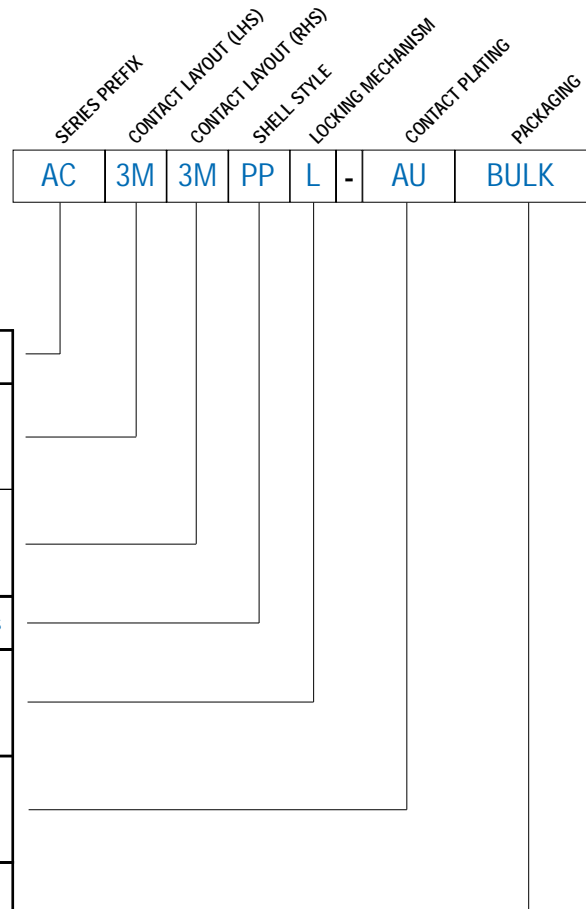 SERIES PREFIX
CONTACT LAYOUT (LHS)
CONTACT LAYOUT (RHS)
SHELL STYLE
LOCKING MECHANISM
CONTACT PLATING
PACKAGING
AC 3M 3M PP L - AU BULK